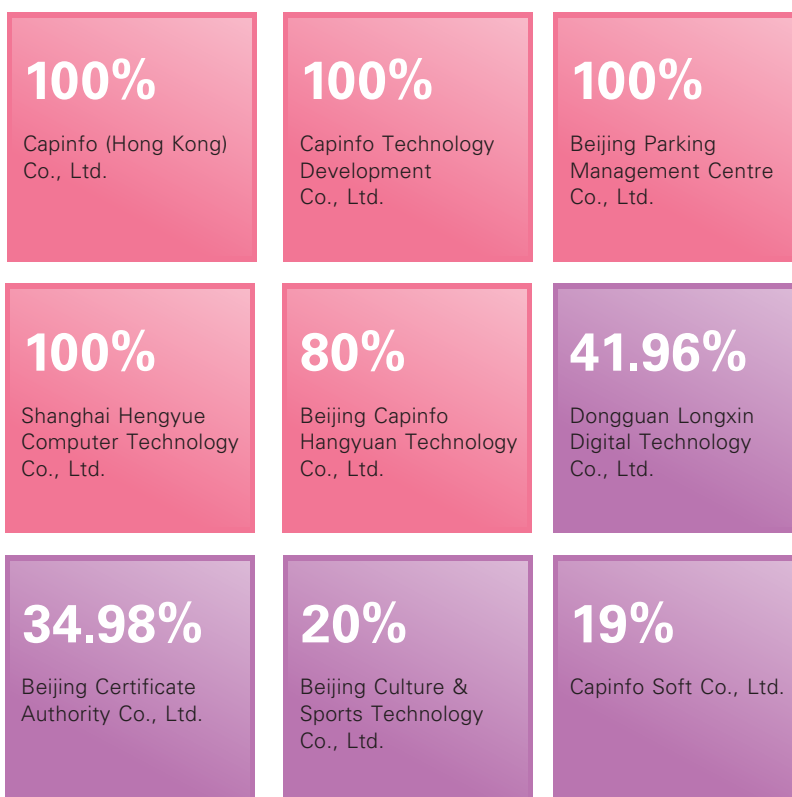 100%
Capinfo (Hong Kong)
Co., Ltd.
100%
Capinfo Technology
Development
Co., Ltd.
100%
Beijing Parking
Management Centre
Co., Ltd.
100%
Shanghai Hengyue
Computer Technology
Co., Ltd.
80%
Beijing Capinfo
Hangyuan Technology
Co., Ltd.
41.96%
Dongguan Longxin
Digital Technology
Co., Ltd.
34.98%
Beijing Certificate
Authority Co., Ltd.
20%
Beijing Culture &
Sports Technology
Co., Ltd.
19%
Capinfo Soft Co., Ltd.